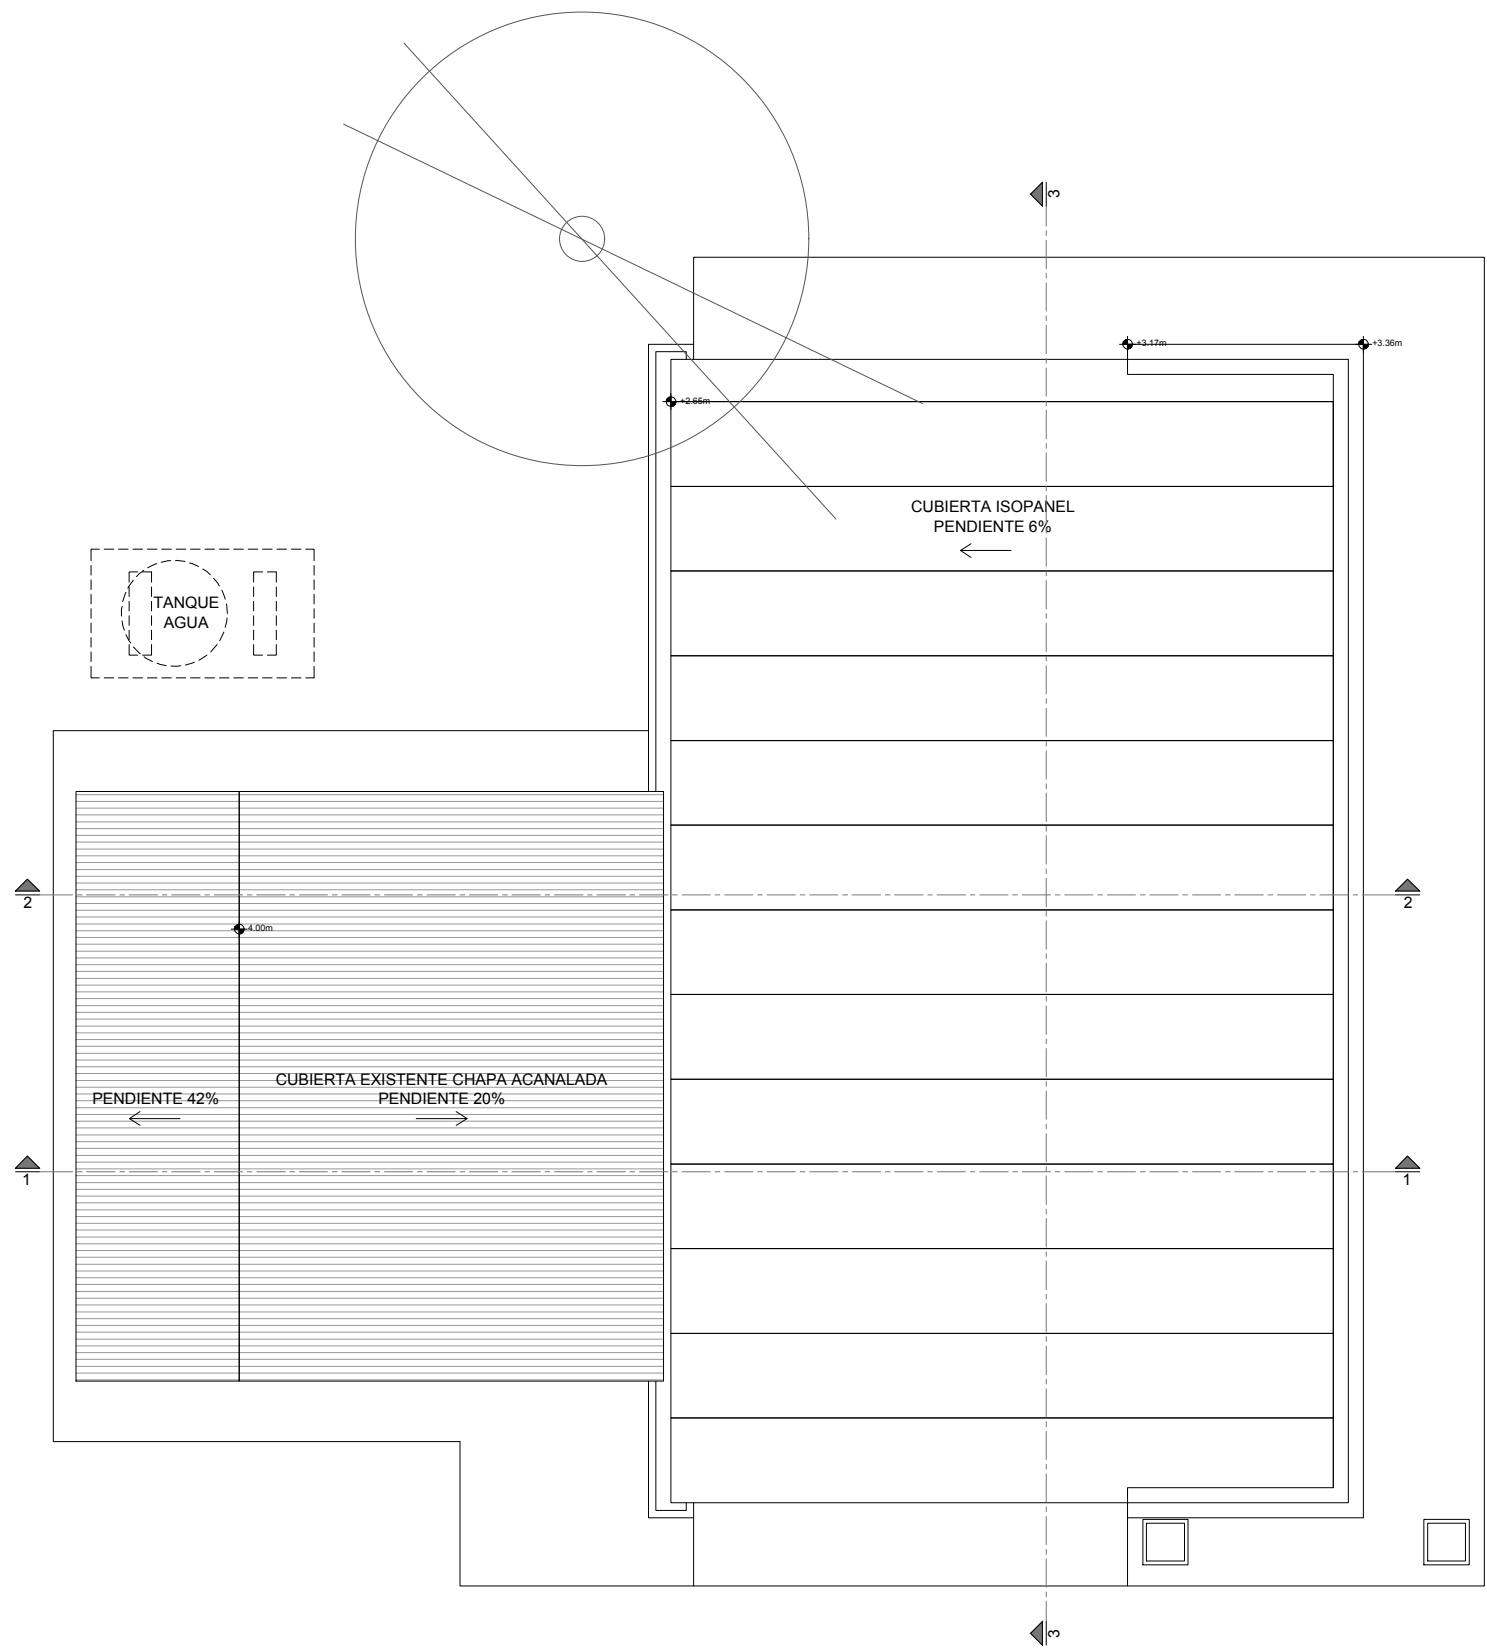 3
+3.17m
+3.36m
+2.65m
CUBIERTA ISOPANEL
PENDIENTE 6%
TANQUE
AGUA
2
2
4.00m
CUBIERTA EXISTENTE CHAPA ACANALADA
PENDIENTE 42%
PENDIENTE 20%
1
1
3